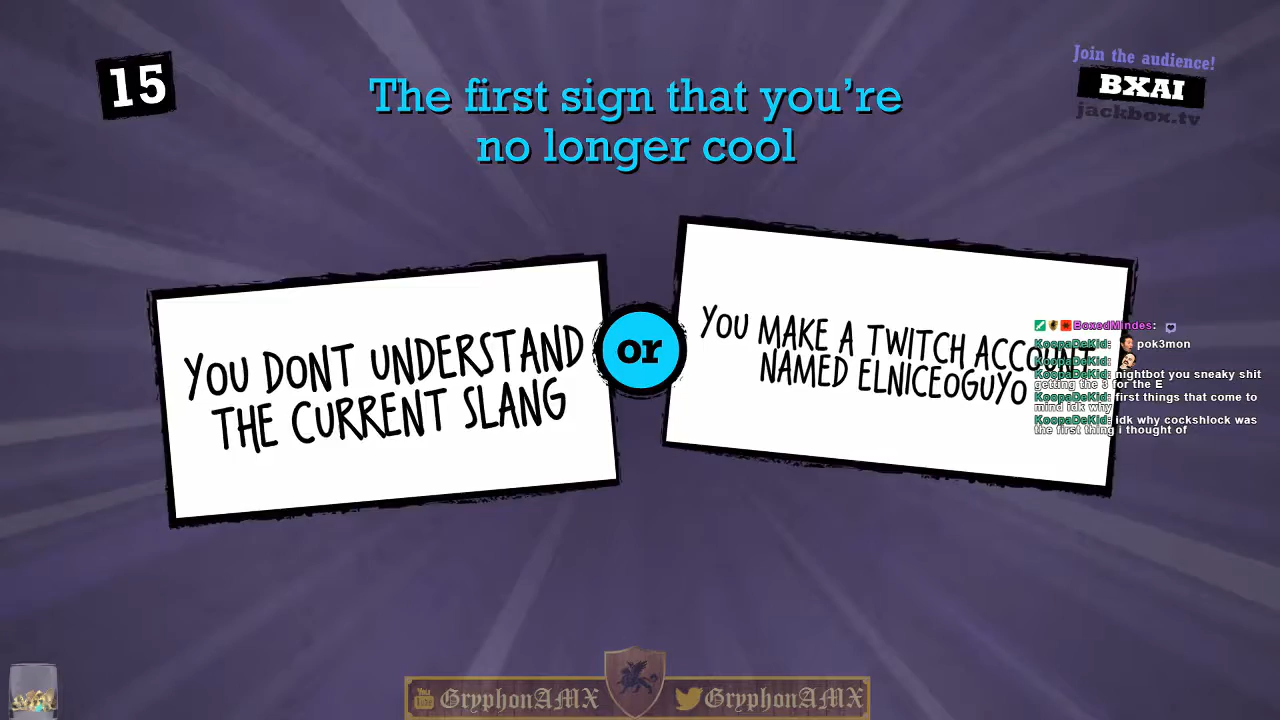 15
The first sign that you're
no longer cool
Join the audience!
BXAI
jackbox.tv
YOU DONT UNDERSTAND
THE CURRENT SLANG
or
YOU MAKE A TWITCH ACCOUNT
NAMED ELNICE0GUY0
BoxedMindes:
KoopaDeKid: pok3mon
KoopaDeKid:
KoopaDeKid: nightbot you sneaky shit
getting the 3 for the E
KoopaDeKid: first things that come to
mind idk why
KoopaDeKid: idk why cockshlock was
the first thing i thought of
You
Tube
GryphonAMX
GryphonAMX